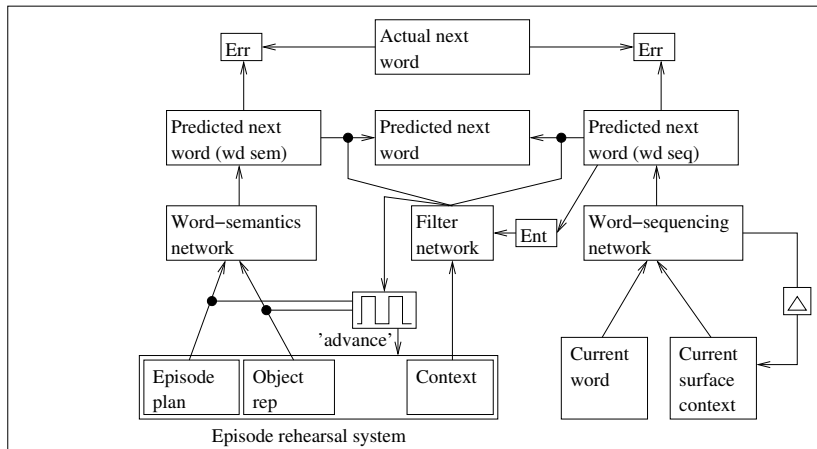 Actual next
word
Err
Err
Predicted next
word (wd sem)
Predicted next
word
Predicted next
word (wd seq)
Word−semantics
network
Filter
network
Ent
Word−sequencing
network
△
'advance'
Episode
plan
Object
rep
Context
Current
word
Current
surface
context
Episode rehearsal system